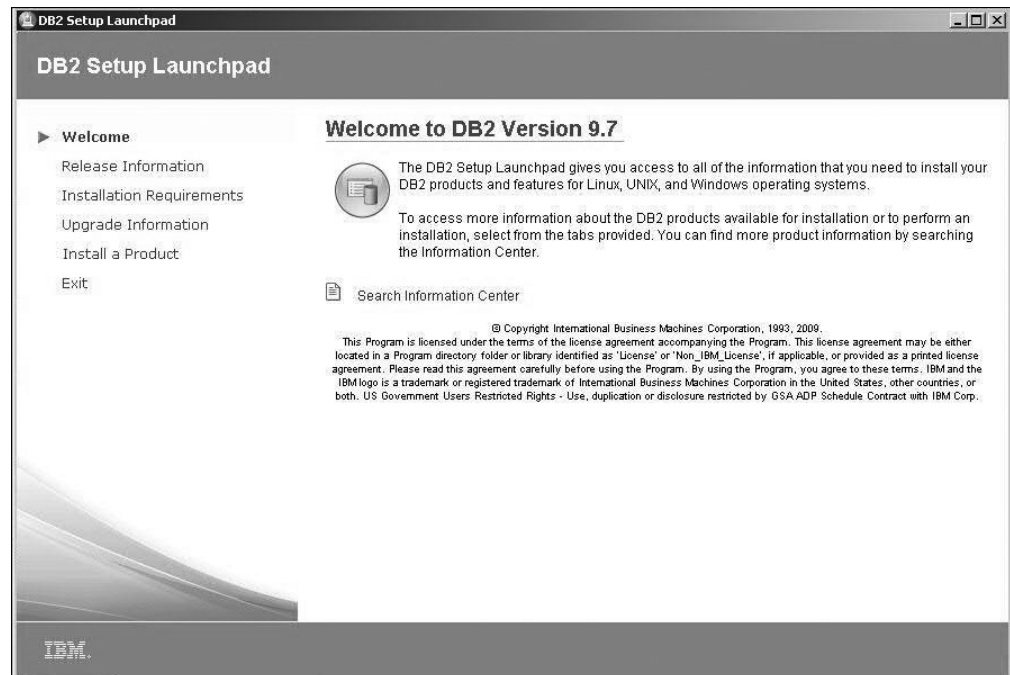 DB2 Setup Launchpad
DB2 Setup Launchpad
Welcome
Release Information
Installation Requirements
Upgrade Information
Install a Product
Exit
Welcome to DB2 Version 9.7
The DB2 Setup Launchpad gives you access to all of the information that you need to install your
DB2 products and features for Linux, UNIX, and Windows operating systems.
To access more information about the DB2 products available for installation or to perform an
installation, select from the tabs provided. You can find more product information by searching
the Information Center.
Search Information Center
© Copyright International Business Machines Corporation, 1993, 2009.
This Program is licensed under the terms of the license agreement accompanying the Program. This license agreement may be either
located in a Program directory folder or library identified as 'License' or 'Non_IBM_License', if applicable, or provided as a printed license
agreement. Please read this agreement carefully before using the Program. By using the Program, you agree to these terms. IBM and the
IBM logo is a trademark or registered trademark of International Business Machines Corporation in the United States, other countries, or
both. US Government Users Restricted Rights - Use, duplication or disclosure restricted by GSA ADP Schedule Contract with IBM Corp.
IBM.